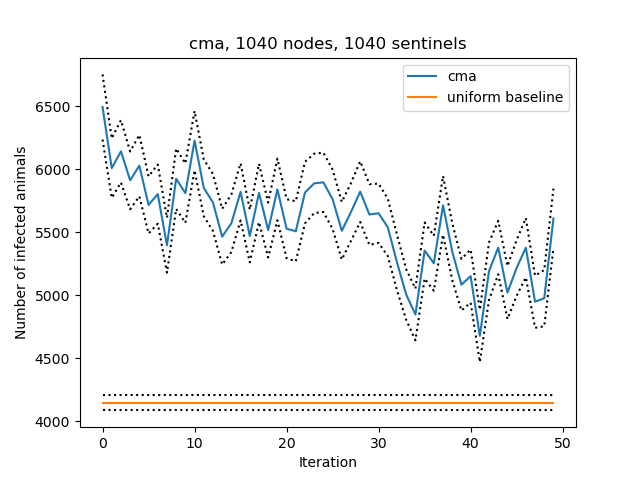 cma, 1040 nodes, 1040 sentinels
cma
uniform baseline
Number of infected animals
6500
6000
5500
5000
4500
4000
0
10
20
30
40
50
Iteration